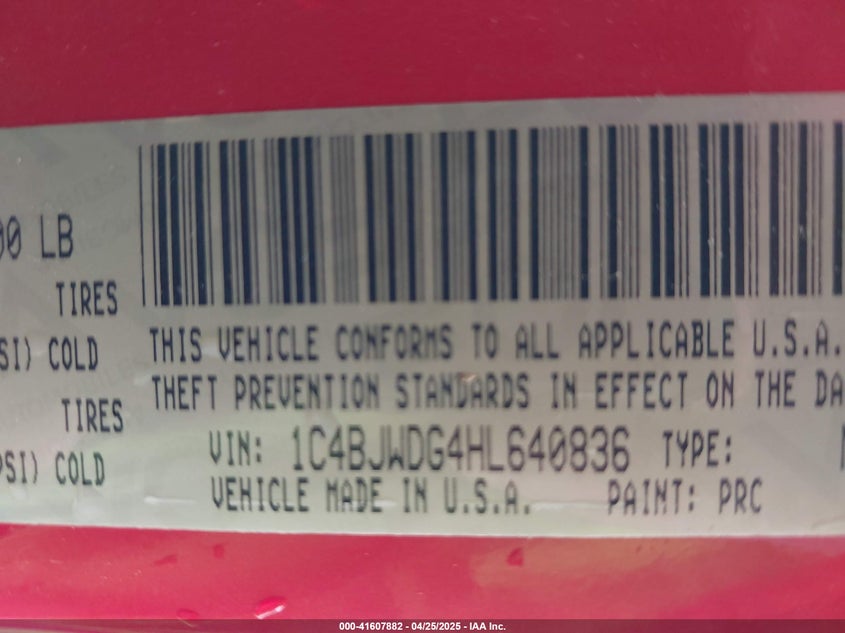 00 LB
TIRES
SI) COLD
TIRES
PSI) COLD
THIS VEHICLE CONFORMS TO ALL APPLICABLE U.S.A.
THEFT PREVENTION STANDARDS IN EFFECT ON THE DA
VIN: 1C4BJWDG4HL640836 TYPE:
VEHICLE MADE IN U.S.A. PAINT: PRC
000-41607882 - 04/25/2025 - IAA Inc.